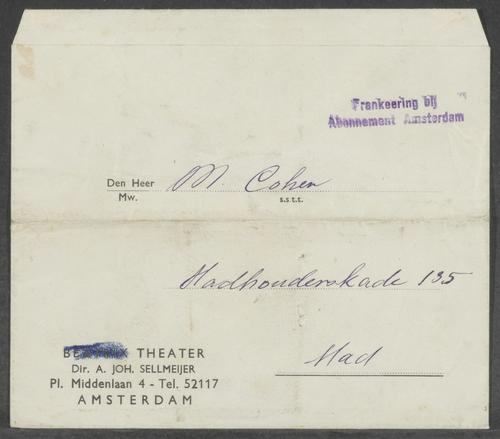 Frankeering bij
Abonnement Amsterdam
Den Heer M. Cohen
Mw. s.s.t.t.
Stadhouderskade 135
Stad
BEATRIX THEATER
Dir. A. JOH. SELLMEIJER
Pl. Middenlaan 4 - Tel. 52117
AMSTERDAM